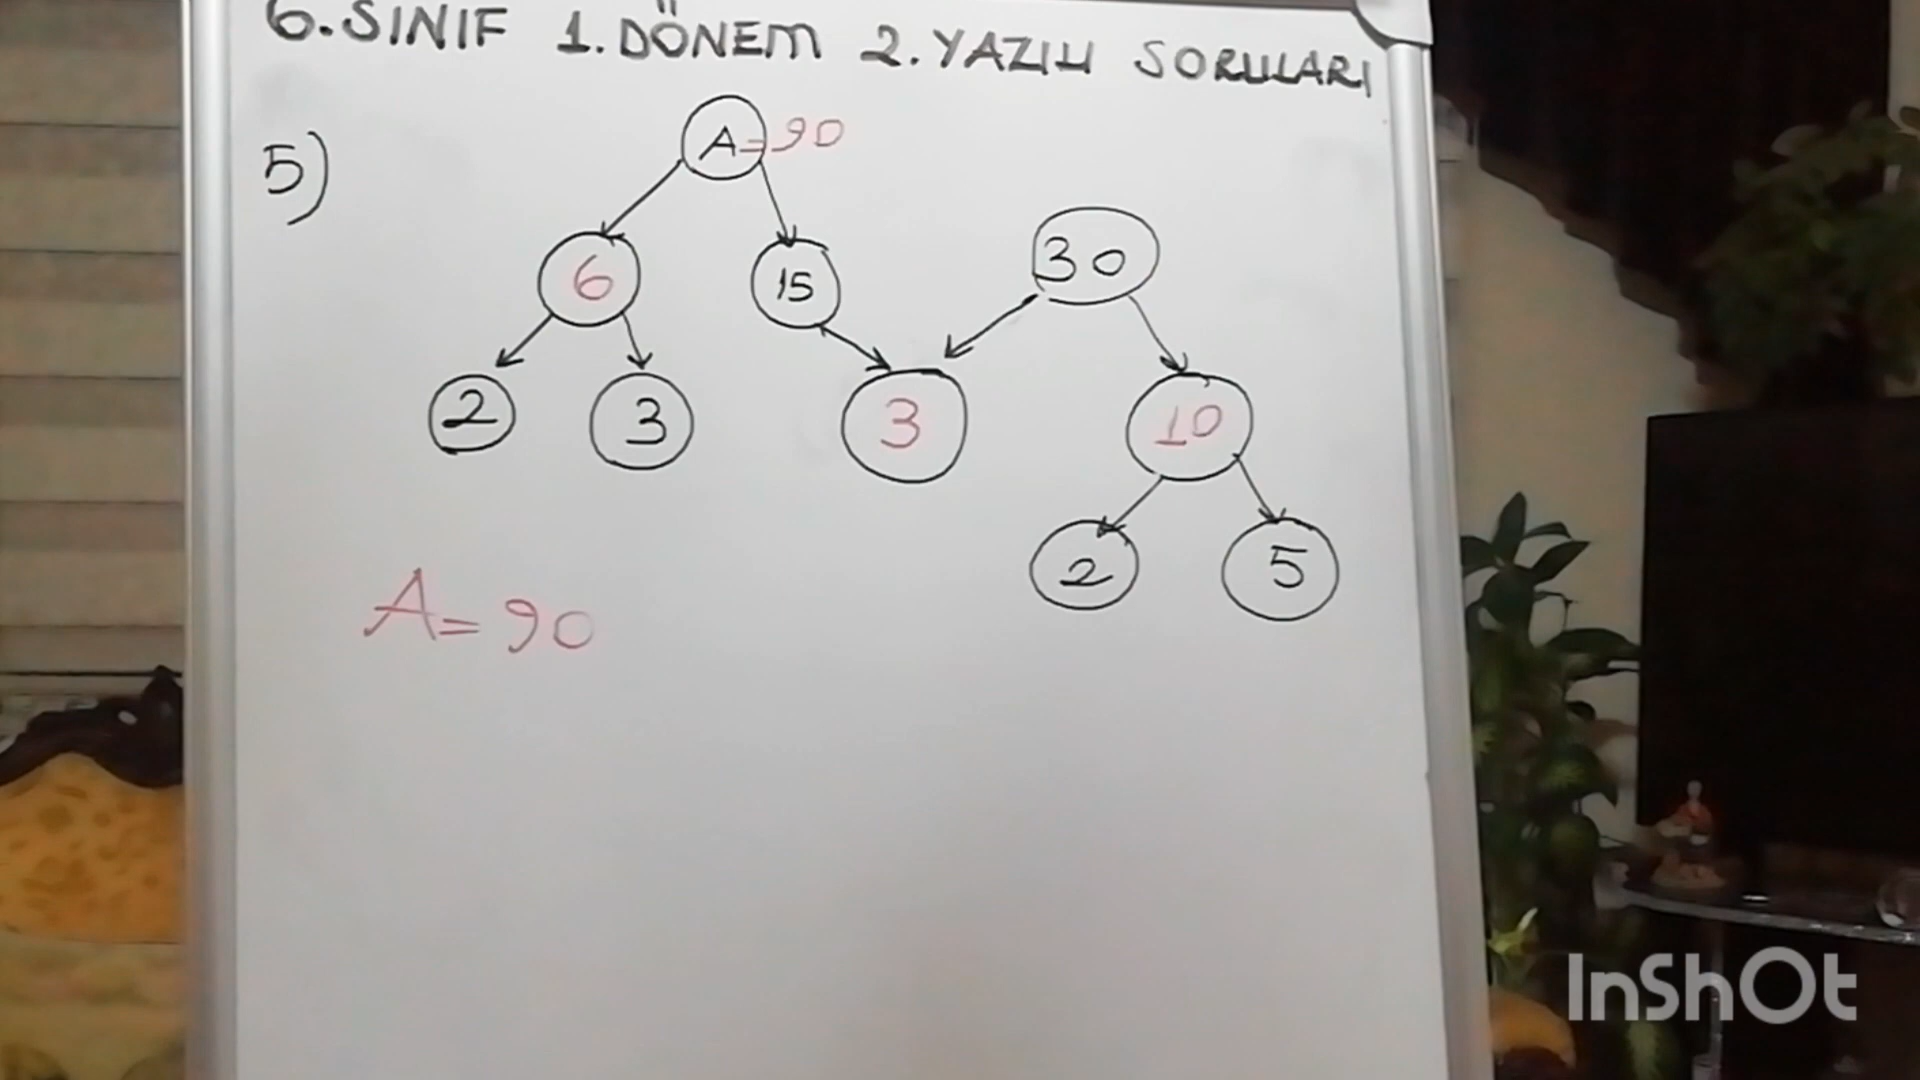 6. SINIF 1. DÖNEM 2. YAZILI SORULARI
5)
A = 90
30
6
15
2
3
3
10
2
5
A = 90
InShOt